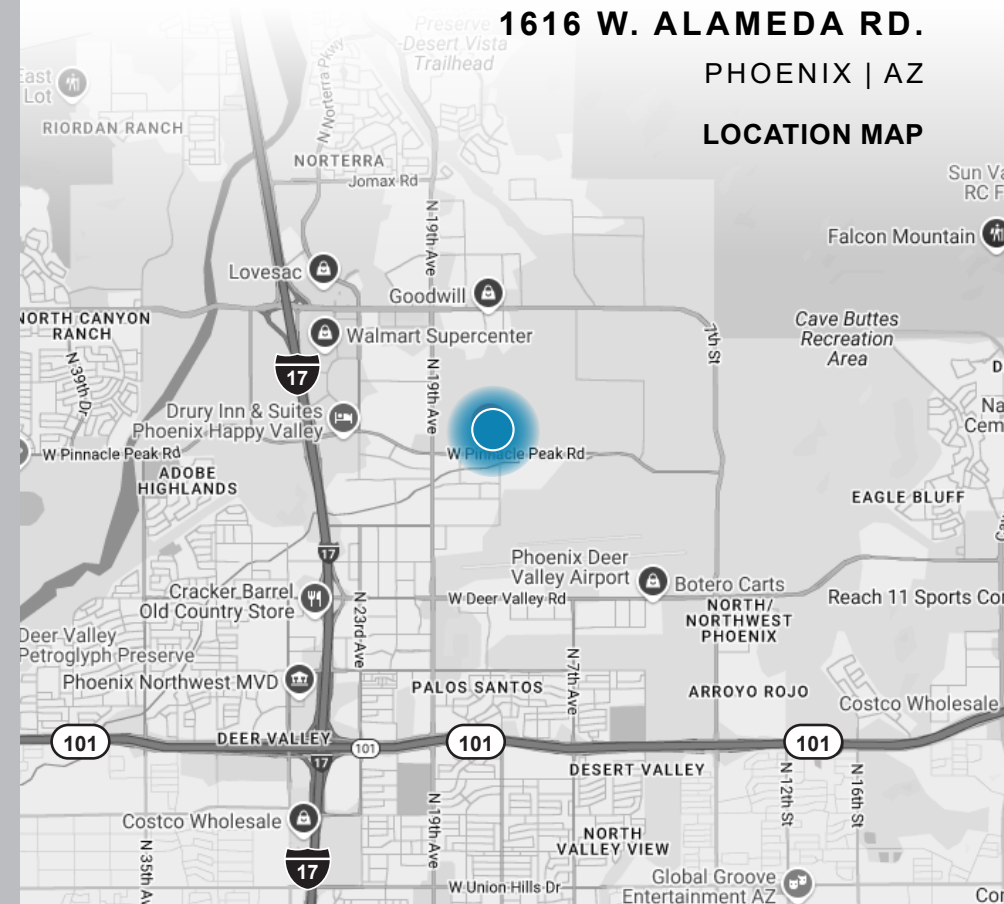 Preserve
Desert Vista
Trailhead
1616 W. ALAMEDA RD.
PHOENIX | AZ
LOCATION MAP
East
Lot
RIORDAN RANCH
N Norterra Pkwy
NORTERRA
Jomax Rd
Sun Va
RC F
N 19th Ave
Falcon Mountain
Lovesac
Goodwill
NORTH CANYON
RANCH
Walmart Supercenter
7th St
Cave Buttes
Recreation
Area
N 39th Dr
17
N 19th Ave
D
Na
Cem
Drury Inn & Suites
Phoenix Happy Valley
W Pinnacle Peak Rd
W Pinnacle Peak Rd
ADOBE
HIGHLANDS
EAGLE BLUFF
17
Phoenix Deer
Valley Airport
Botero Carts
Cracker Barrel
Old Country Store
N 23rd Ave
W Deer Valley Rd
NORTH/
NORTHWEST
PHOENIX
Reach 11 Sports Co
Deer Valley
Petroglyph Preserve
N 7th Ave
Phoenix Northwest MVD
PALOS SANTOS
ARROYO ROJO
Costco Wholesale
101
DEER VALLEY
101
101
101
17
DESERT VALLEY
N 12th St
N 16th St
Costco Wholesale
N 19th Ave
NORTH
VALLEY VIEW
N 35th Av
17
W Union Hills Dr
Global Groove
Entertainment AZ
Cor